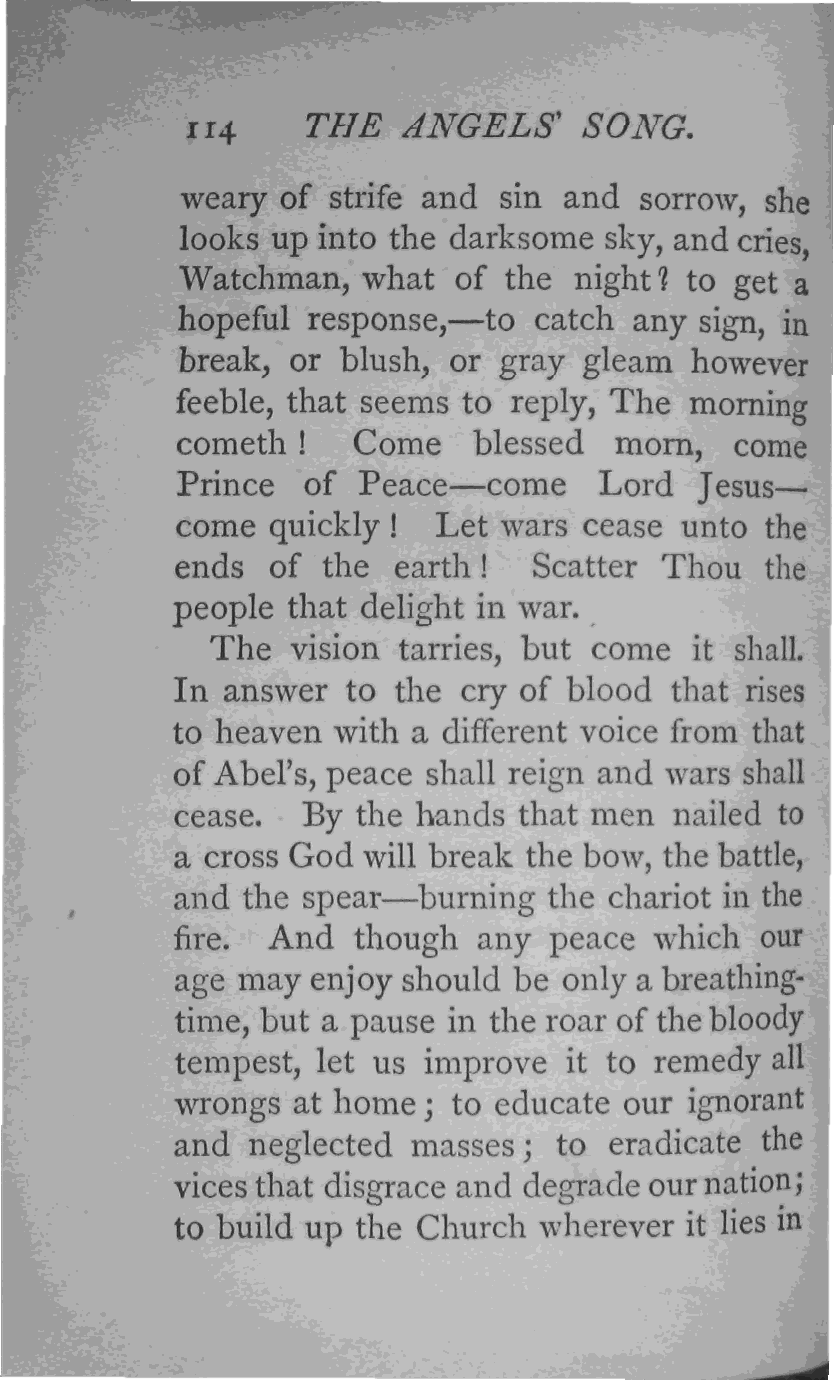 114 THE ANGELS' SONG.
weary of strife and sin and sorrow, she
looks up into the darksome sky, and cries,
Watchman, what of the night? to get a
hopeful response,—to catch any sign, in
break, or blush, or gray gleam however
feeble, that seems to reply, The morning
cometh! Come blessed morn, come
Prince of Peace—come Lord Jesus—
come quickly! Let wars cease unto the
ends of the earth! Scatter Thou the
people that delight in war.
The vision tarries, but come it shall.
In answer to the cry of blood that rises
to heaven with a different voice from that
of Abel's, peace shall reign and wars shall
cease. By the hands that men nailed to
a cross God will break the bow, the battle,
and the spear—burning the chariot in the
fire. And though any peace which our
age may enjoy should be only a breathing-
time, but a pause in the roar of the bloody
tempest, let us improve it to remedy all
wrongs at home; to educate our ignorant
and neglected masses; to eradicate the
vices that disgrace and degrade our nation;
to build up the Church wherever it lies in